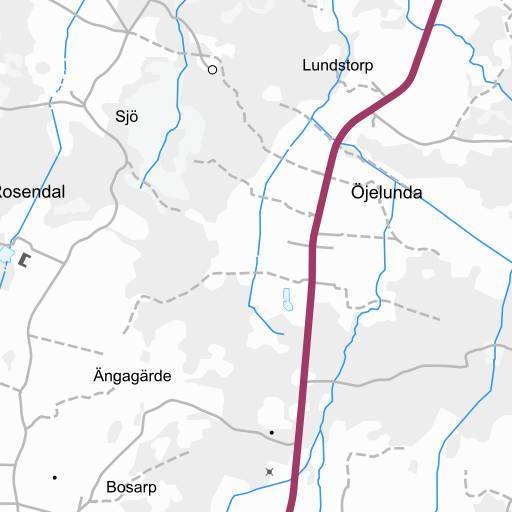 Lundstorp
Sjö
Rosendal
Öjelunda
Ängagärde
Bosarp